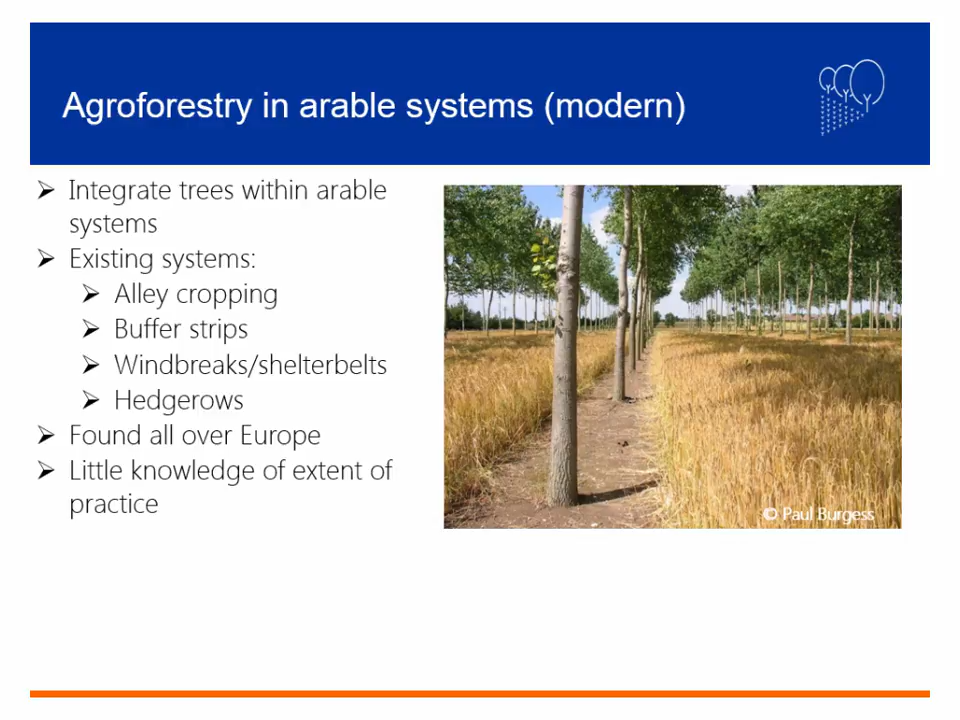 Agroforestry in arable systems (modern)
➢ Integrate trees within arable
systems
➢ Existing systems:
➢ Alley cropping
➢ Buffer strips
➢ Windbreaks/shelterbelts
➢ Hedgerows
➢ Found all over Europe
➢ Little knowledge of extent of
practice
© Paul Burgess